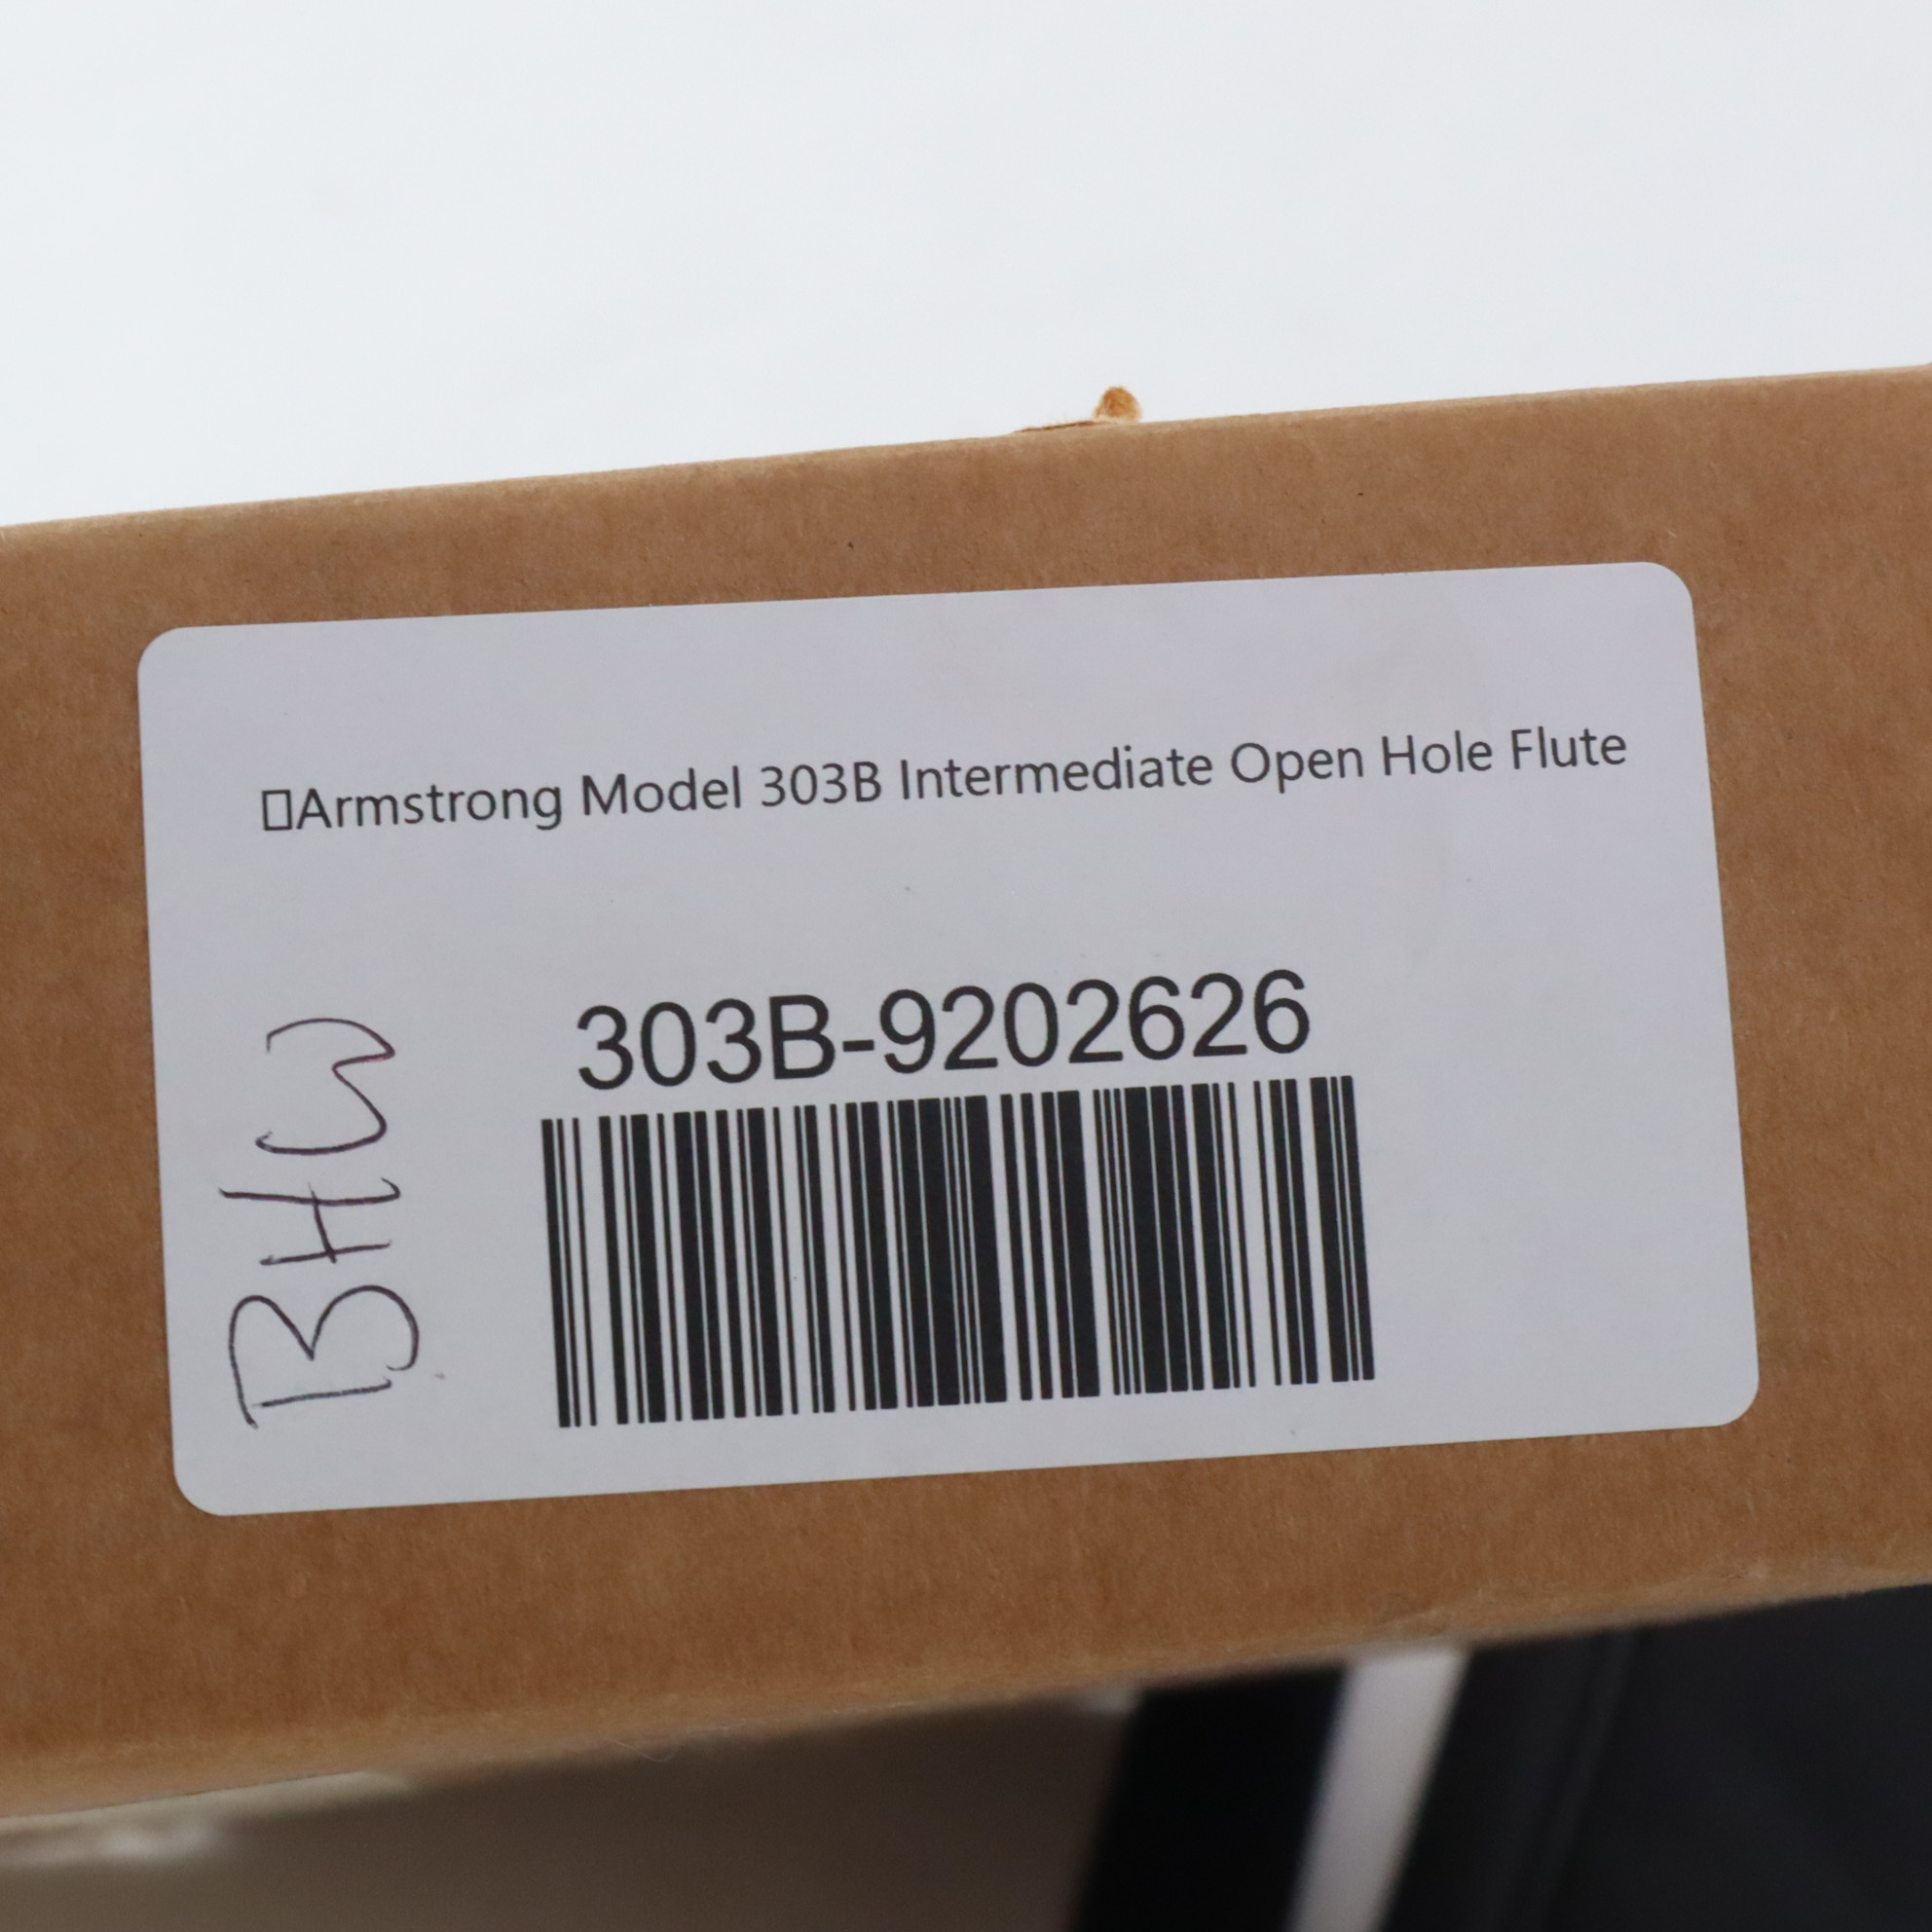 ▯Armstrong Model 303B Intermediate Open Hole Flute
303B-9202626
BHW